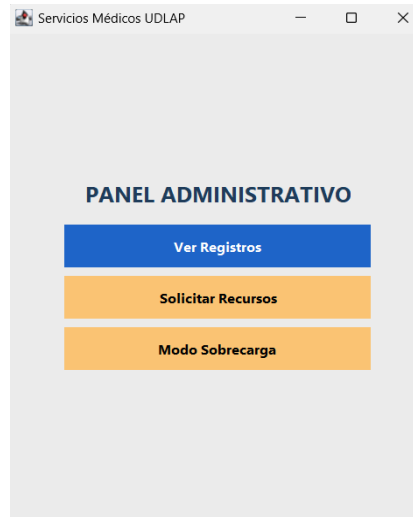 Servicios Médicos UDLAP
PANEL ADMINISTRATIVO
Ver Registros
Solicitar Recursos
Modo Sobrecarga